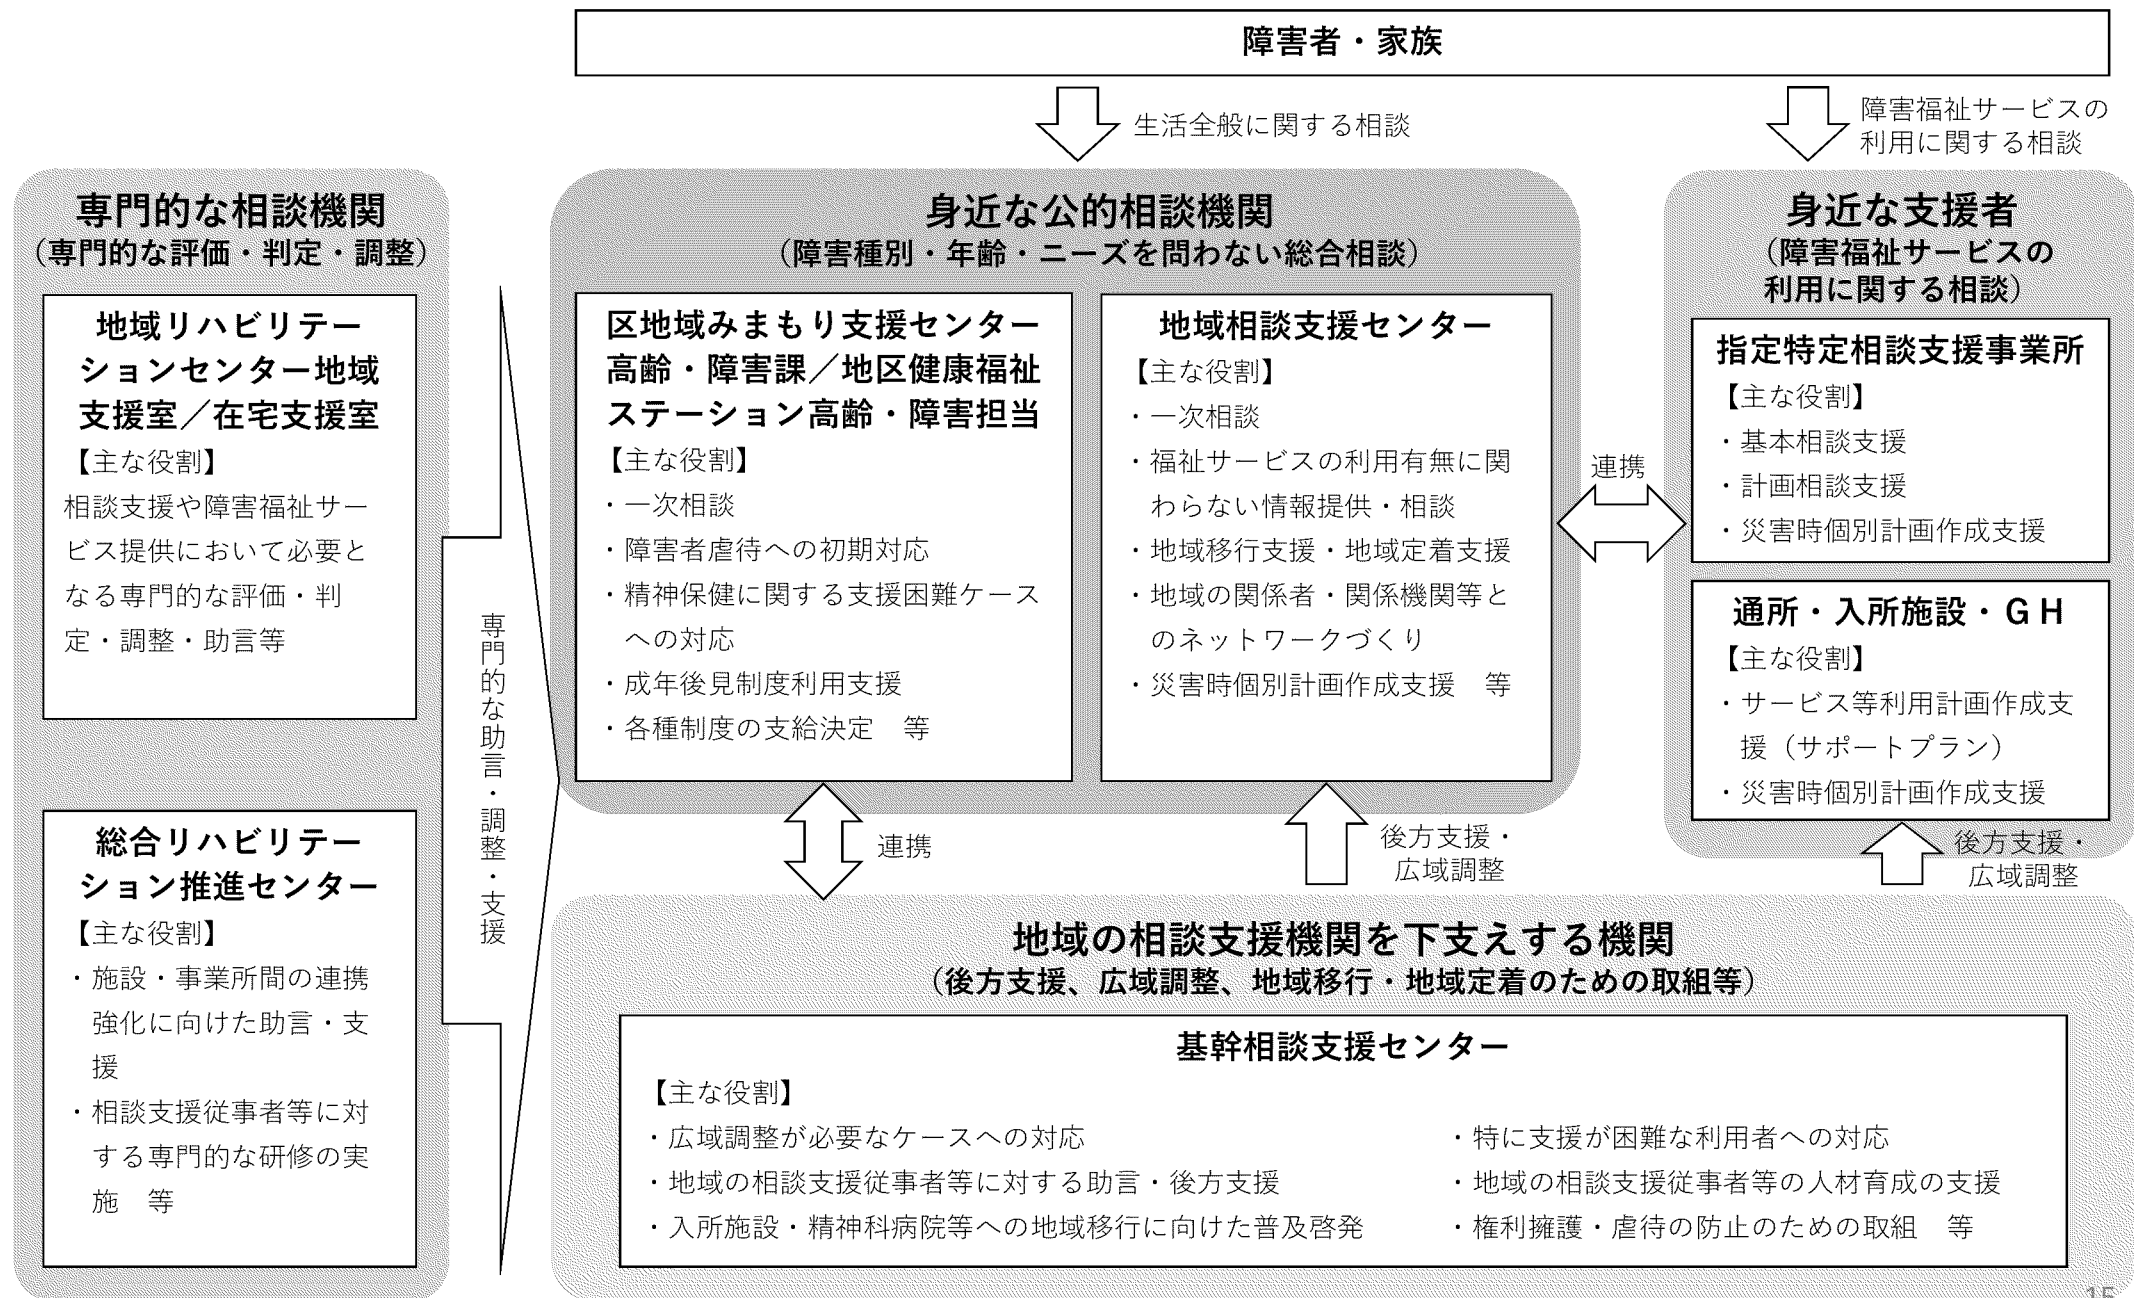 障害者・家族
生活全般に関する相談
障害福祉サービスの
利用に関する相談
専門的な相談機関
（専門的な評価・判定・調整）
地域リハビリテー
ションセンター地域
支援室／在宅支援室
【主な役割】
相談支援や障害福祉サー
ビス提供において必要と
なる専門的な評価・判
定・調整・助言等
総合リハビリテー
ション推進センター
【主な役割】
・施設・事業所間の連携
強化に向けた助言・支
援
・相談支援従事者等に対
する専門的な研修の実
施　等
専門的な助言・調整・支援
身近な公的相談機関
（障害種別・年齢・ニーズを問わない総合相談）
区地域みまもり支援センター
高齢・障害課／地区健康福祉
ステーション高齢・障害担当
【主な役割】
・一次相談
・障害者虐待への初期対応
・精神保健に関する支援困難ケース
への対応
・成年後見制度利用支援
・各種制度の支給決定　等
地域相談支援センター
【主な役割】
・一次相談
・福祉サービスの利用有無に関
わらない情報提供・相談
・地域移行支援・地域定着支援
・地域の関係者・関係機関等と
のネットワークづくり
・災害時個別計画作成支援　等
連携
身近な支援者
（障害福祉サービスの
利用に関する相談）
指定特定相談支援事業所
【主な役割】
・基本相談支援
・計画相談支援
・災害時個別計画作成支援
通所・入所施設・ＧＨ
【主な役割】
・サービス等利用計画作成支
援（サポートプラン）
・災害時個別計画作成支援
連携
後方支援・
広域調整
後方支援・
広域調整
地域の相談支援機関を下支えする機関
（後方支援、広域調整、地域移行・地域定着のための取組等）
基幹相談支援センター
【主な役割】
・広域調整が必要なケースへの対応
・地域の相談支援従事者等に対する助言・後方支援
・入所施設・精神科病院等への地域移行に向けた普及啓発
・特に支援が困難な利用者への対応
・地域の相談支援従事者等の人材育成の支援
・権利擁護・虐待の防止のための取組　等